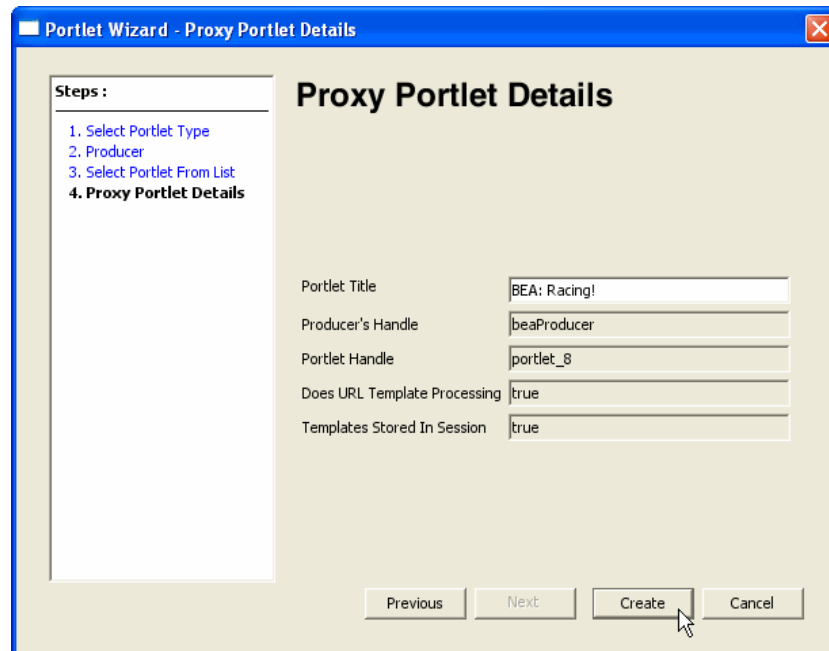 Portlet Wizard - Proxy Portlet Details
Steps :
1. Select Portlet Type
2. Producer
3. Select Portlet From List
4. Proxy Portlet Details
Proxy Portlet Details
Portlet Title BEA: Racing!
Producer's Handle beaProducer
Portlet Handle portlet_8
Does URL Template Processing true
Templates Stored In Session true
Previous Next Create Cancel